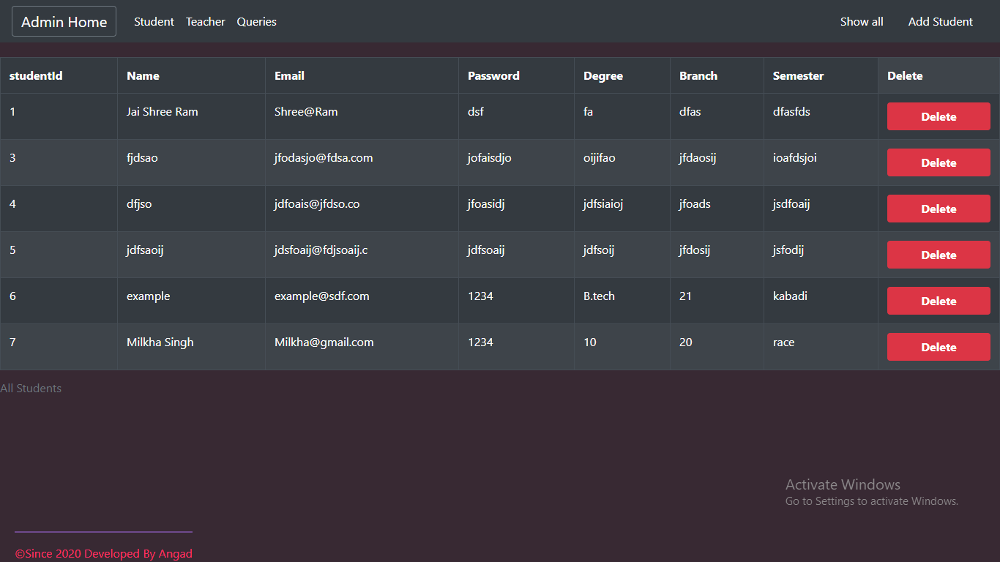 Admin Home Student Teacher Queries Show all Add Student
studentId Name Email Password Degree Branch Semester Delete
1 Jai Shree Ram Shree@Ram dsf fa dfas dfasfds Delete
3 fjdsao jfodasjo@fdsa.com jofaisdjo oijifao jfdaosij ioafdsjoi Delete
4 dfjso jdfoais@jfdso.co jfoasidj jdfsiaioj jfoads jsdfoaij Delete
5 jdfsaoij jdsfoaij@fdjsoaij.c jdfsoaij jdfsoij jfdosij jsfodij Delete
6 example example@sdf.com 1234 B.tech 21 kabadi Delete
7 Milkha Singh Milkha@gmail.com 1234 10 20 race Delete
All Students
Activate Windows
Go to Settings to activate Windows.
©Since 2020 Developed By Angad